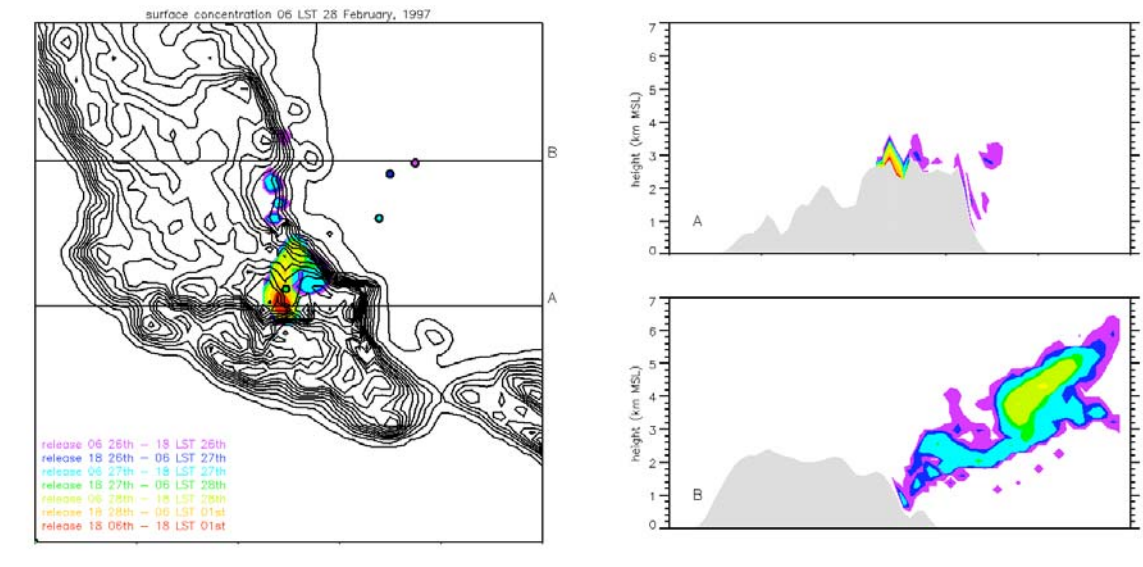 surface concentration 06 LST 28 February, 1997
B
A
release 06 26th – 18 LST 26th
release 18 26th – 06 LST 27th
release 06 27th – 18 LST 27th
release 18 27th – 06 LST 28th
release 06 28th – 18 LST 28th
release 18 28th – 06 LST 01st
release 18 06th – 18 LST 01st
7
6
5
4
3
2
1
0
height (km MSL)
A
7
6
5
4
3
2
1
0
height (km MSL)
B